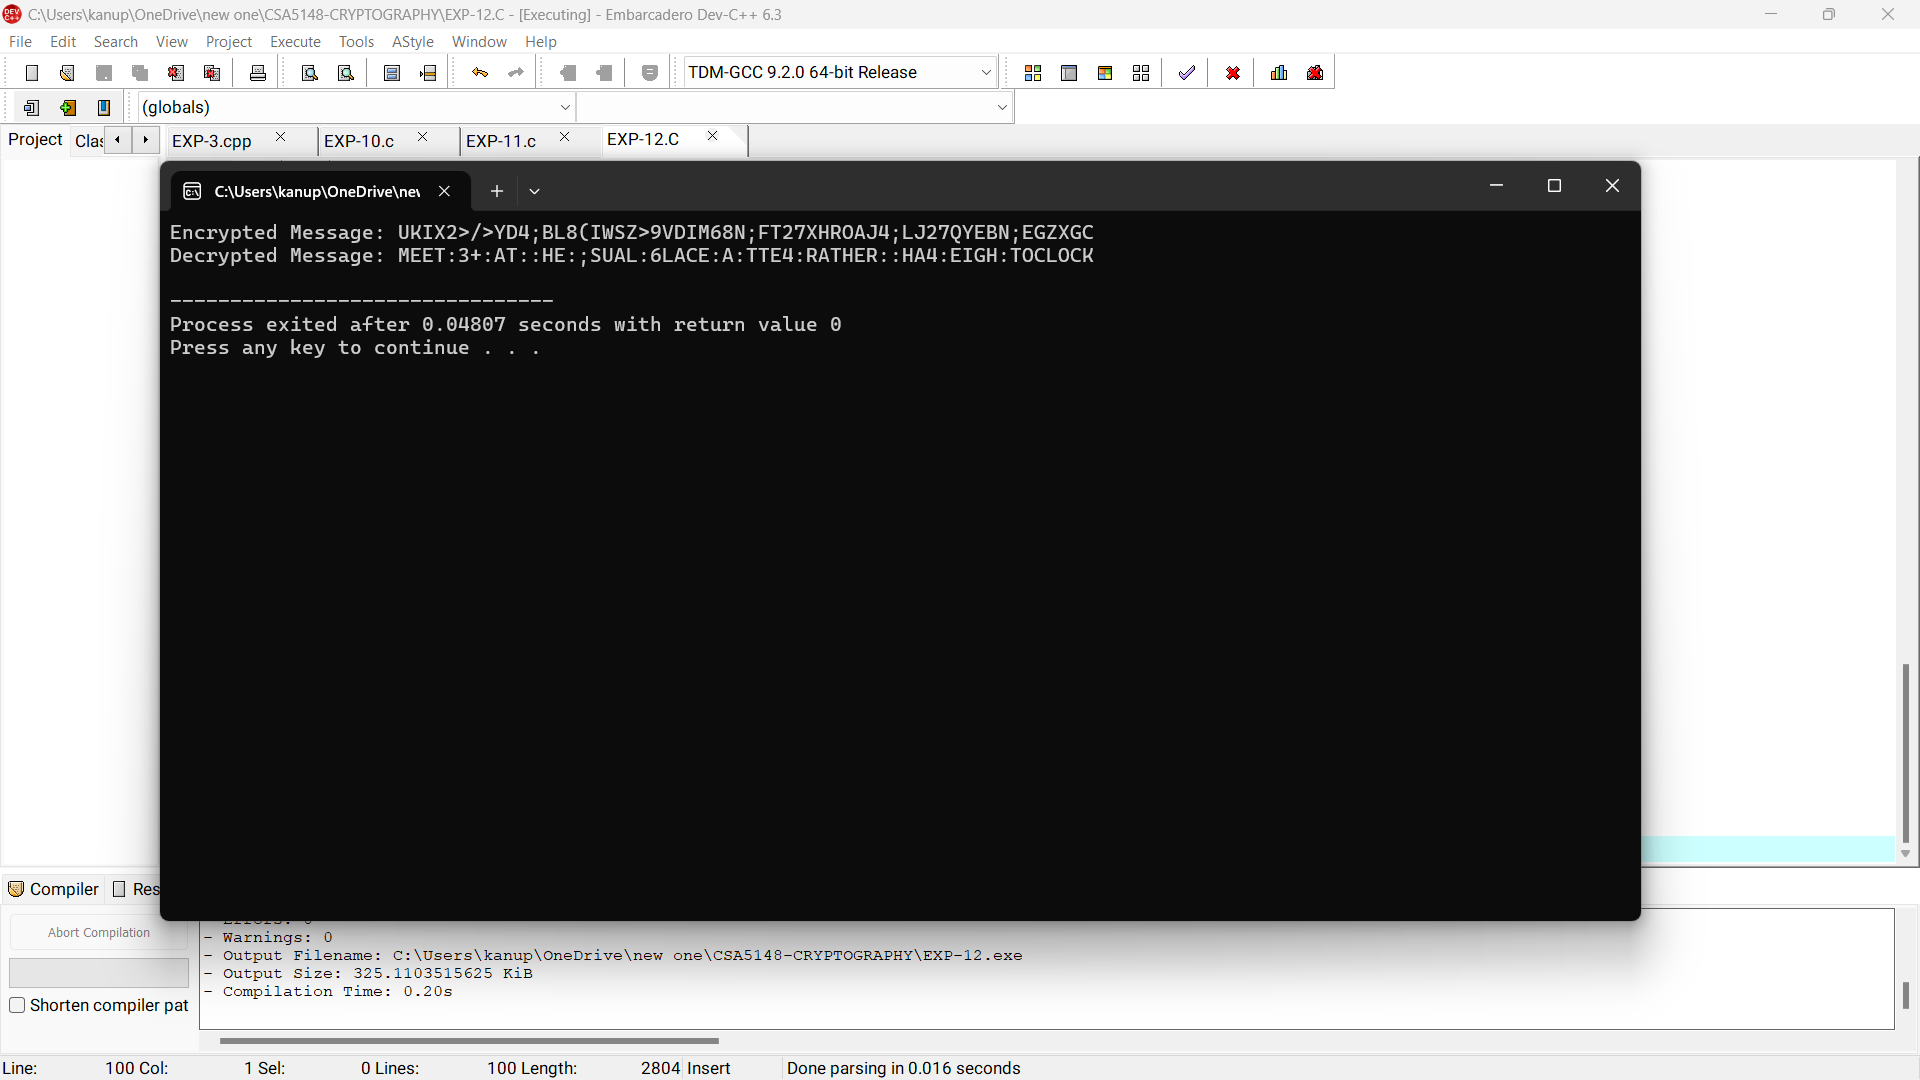 C:\Users\kanup\OneDrive\new one\CSA5148-CRYPTOGRAPHY\EXP-12.C - [Executing] - Embarcadero Dev-C++ 6.3
File Edit Search View Project Execute Tools AStyle Window Help
TDM-GCC 9.2.0 64-bit Release
(globals)
Project Clas EXP-3.cpp EXP-10.c EXP-11.c EXP-12.C
C:\Users\kanup\OneDrive\nev
Encrypted Message: UKIX2>/>YD4;BL8(IWSZ>9VDIM68N;FT27XHROAJ4;LJ27QYEBN;EGZXGC
Decrypted Message: MEET:3+:AT::HE:;SUAL:6LACE:A:TTE4:RATHER::HA4:EIGH:TOCLOCK
--------------------------------
Process exited after 0.04807 seconds with return value 0
Press any key to continue . . .
Compiler Res
Abort Compilation
Shorten compiler pat
- Errors: 0
- Warnings: 0
- Output Filename: C:\Users\kanup\OneDrive\new one\CSA5148-CRYPTOGRAPHY\EXP-12.exe
- Output Size: 325.1103515625 KiB
- Compilation Time: 0.20s
Line: 100 Col: 1 Sel: 0 Lines: 100 Length: 2804 Insert Done parsing in 0.016 seconds